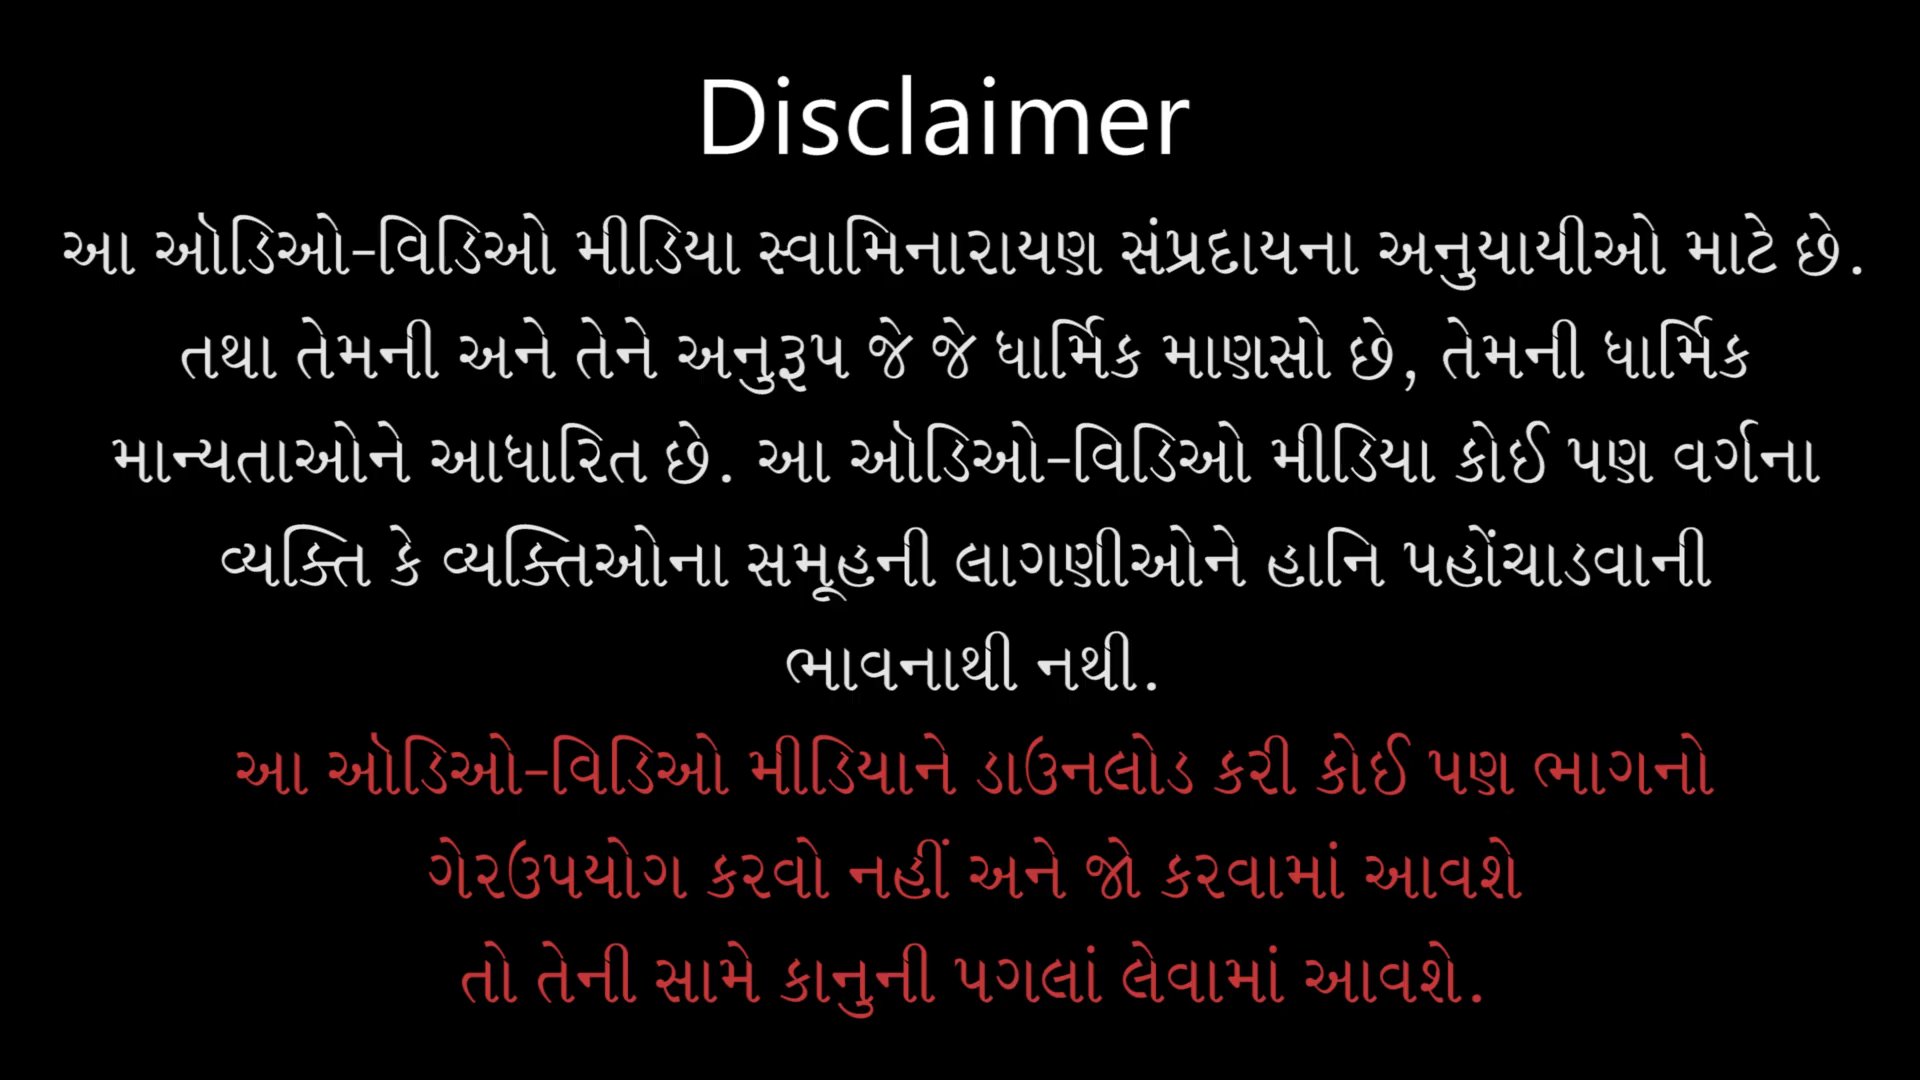 Disclaimer
આ ઑડિઓ-વિડિઓ મીડિયા સ્વામિનારાયણ સંપ્રદાયના અનુયાયીઓ માટે છે.
તથા તેમની અને તેને અનુરૂપ જે જે ધાર્મિક માણસો છે, તેમની ધાર્મિક
માન્યતાઓને આધારિત છે. આ ઑડિઓ-વિડિઓ મીડિયા કોઈ પણ વર્ગના
વ્યક્તિ કે વ્યક્તિઓના સમૂહની લાગણીઓને હાનિ પહોંચાડવાની
ભાવનાથી નથી.
આ ઑડિઓ-વિડિઓ મીડિયાને ડાઉનલોડ કરી કોઈ પણ ભાગનો
ગેરઉપયોગ કરવો નહીં અને જો કરવામાં આવશે
તો તેની સામે કાનુની પગલાં લેવામાં આવશે.